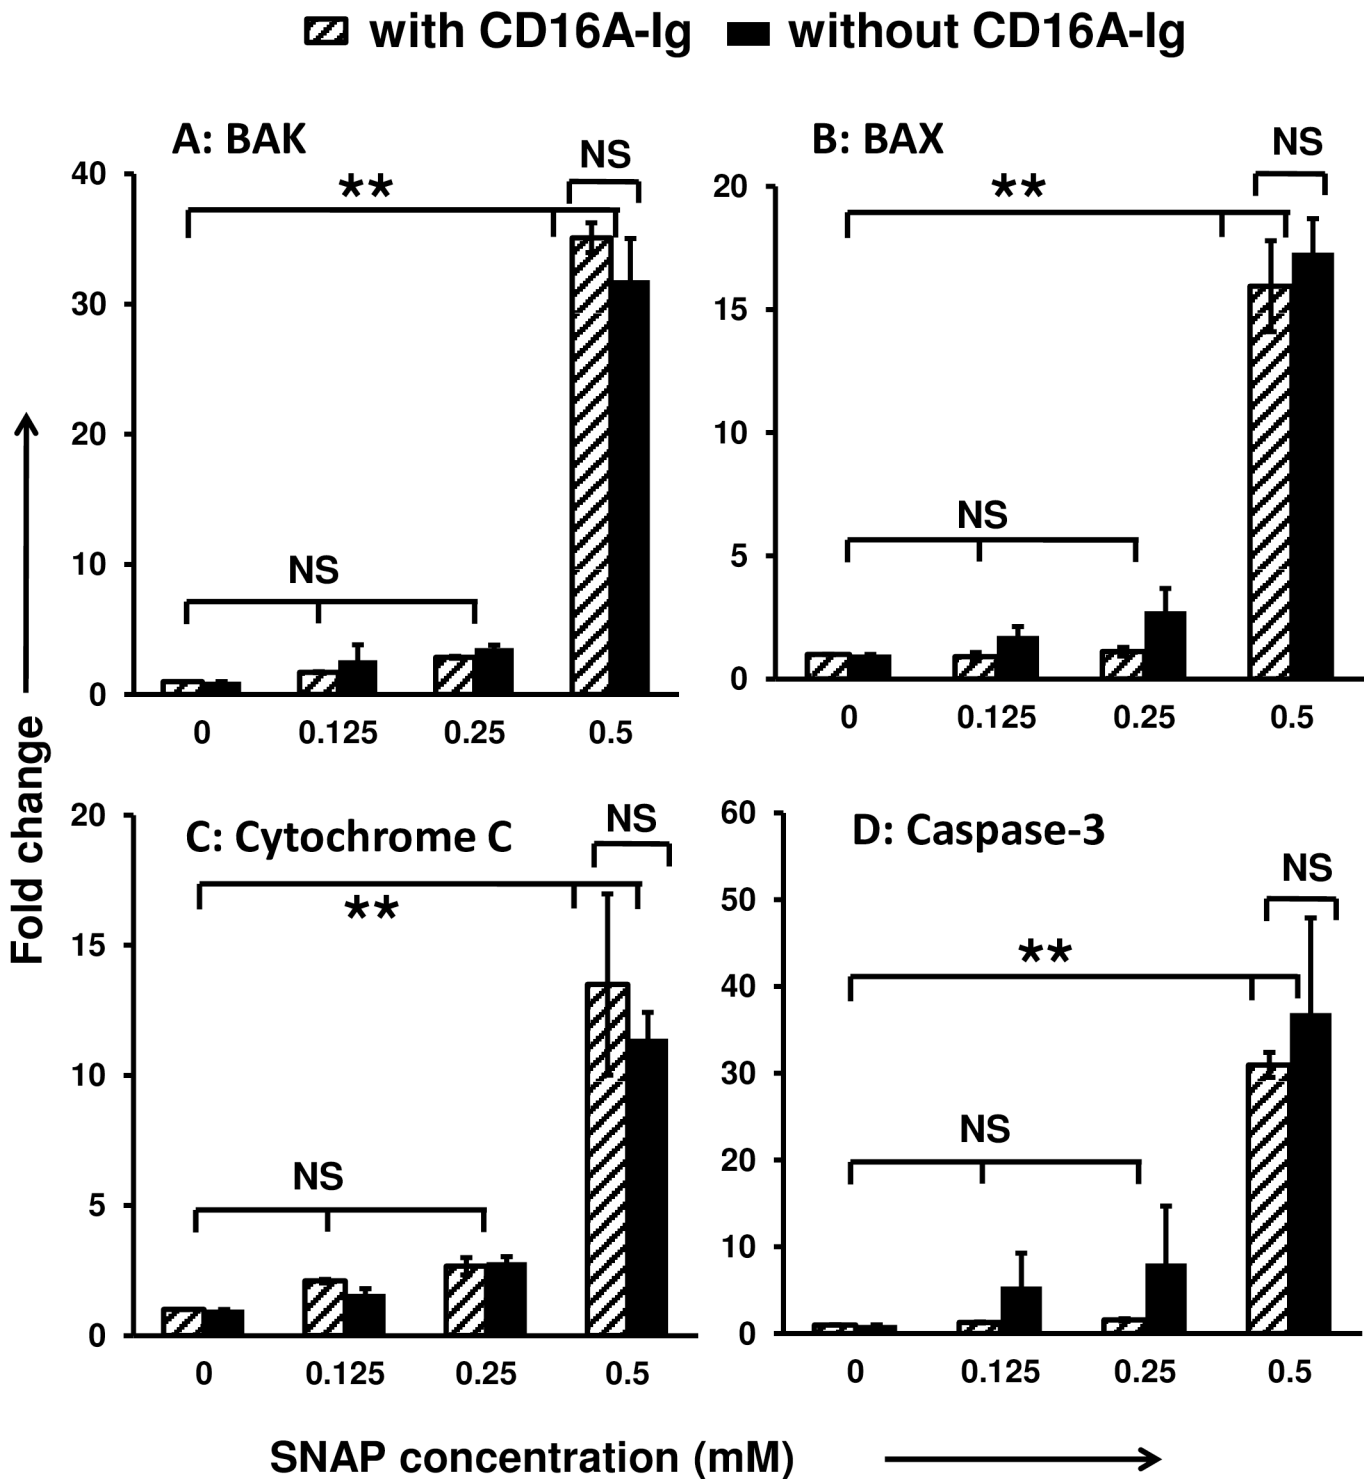 with CD16A-Ig without CD16A-Ig
A: BAK
NS
40
**
30
20
10
NS
0
0 0.125 0.25 0.5
B: BAX
NS
20
**
15
10
NS
5
0
0 0.125 0.25 0.5
Fold change
C: Cytochrome C
NS
20
**
15
10
NS
5
0
0 0.125 0.25 0.5
D: Caspase-3
60
NS
50
**
40
30
NS
20
10
0
0 0.125 0.25 0.5
SNAP concentration (mM)